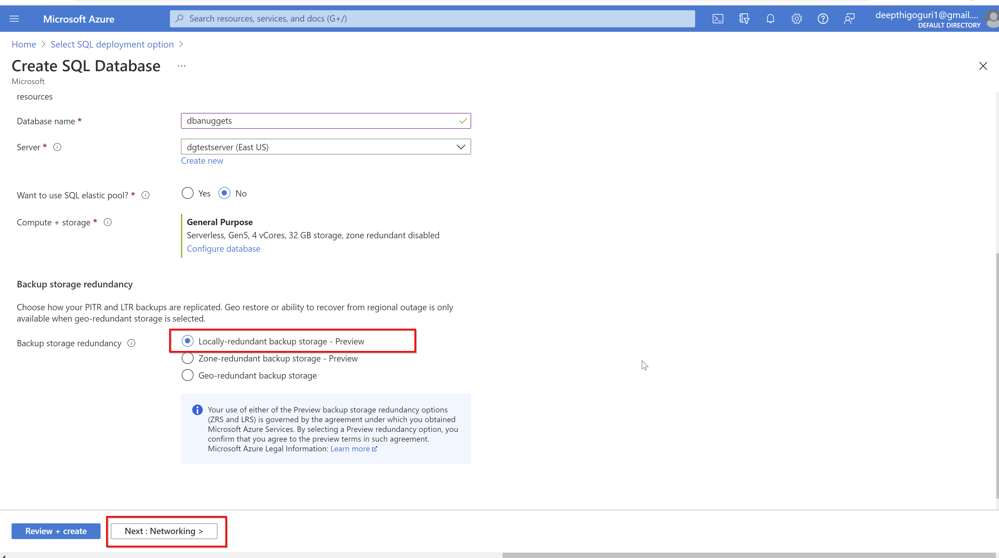 Microsoft Azure
Search resources, services, and docs (G+/)
deepthigoguri1@gmail....
DEFAULT DIRECTORY
Home > Select SQL deployment option >
Create SQL Database ...
Microsoft
resources
Database name *
dbanuggets
Server *
dgtestserver (East US)
Create new
Want to use SQL elastic pool? *
Yes No
Compute + storage *
General Purpose
Serverless, Gen5, 4 vCores, 32 GB storage, zone redundant disabled
Configure database
Backup storage redundancy
Choose how your PITR and LTR backups are replicated. Geo restore or ability to recover from regional outage is only
available when geo-redundant storage is selected.
Backup storage redundancy
Locally-redundant backup storage - Preview
Zone-redundant backup storage - Preview
Geo-redundant backup storage
Your use of either of the Preview backup storage redundancy options
(ZRS and LRS) is governed by the agreement under which you obtained
Microsoft Azure Services. By selecting a Preview redundancy option, you
confirm that you agree to the preview terms in such agreement.
Microsoft Azure Legal Information: Learn more
Review + create
Next : Networking >